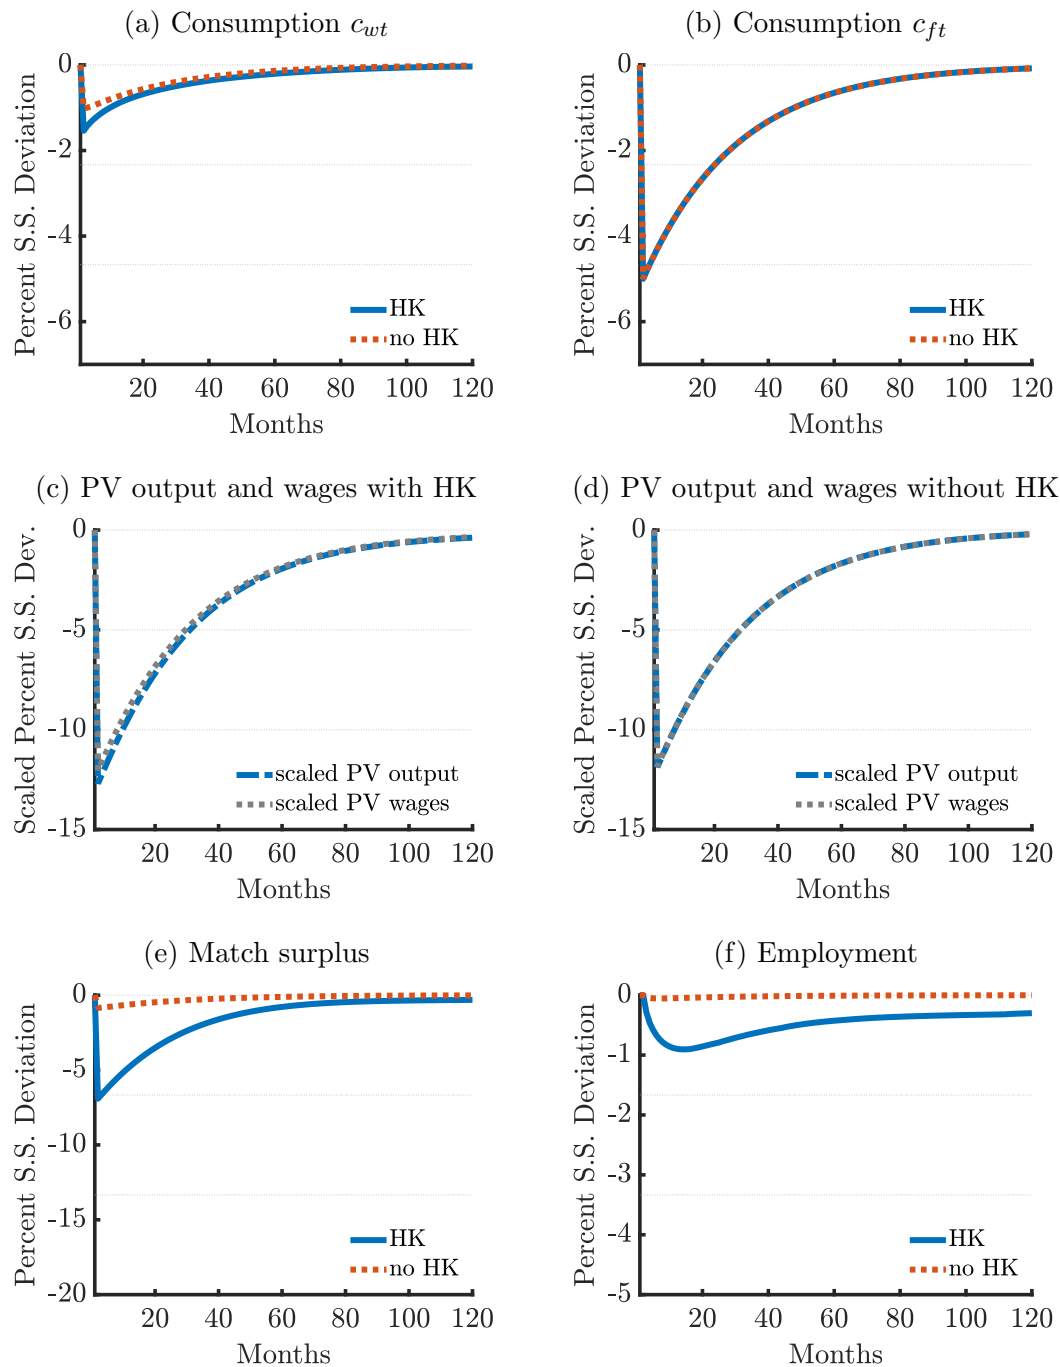 (a) Consumption c_wt
Percent S.S. Deviation
0
-2
-4
-6
HK
no HK
20 40 60 80 100 120
Months
(b) Consumption c_ft
Percent S.S. Deviation
0
-2
-4
-6
HK
no HK
20 40 60 80 100 120
Months
(c) PV output and wages with HK
Scaled Percent S.S. Dev.
0
-5
-10
-15
scaled PV output
scaled PV wages
20 40 60 80 100 120
Months
(d) PV output and wages without HK
Scaled Percent S.S. Dev.
0
-5
-10
-15
scaled PV output
scaled PV wages
20 40 60 80 100 120
Months
(e) Match surplus
Percent S.S. Deviation
0
-5
-10
-15
-20
HK
no HK
20 40 60 80 100 120
Months
(f) Employment
Percent S.S. Deviation
0
-1
-2
-3
-4
-5
HK
no HK
20 40 60 80 100 120
Months